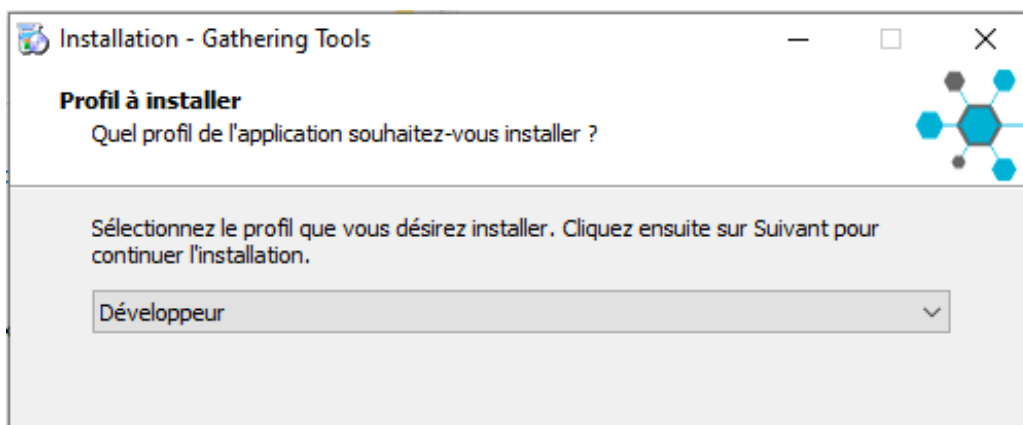 Installation - Gathering Tools
Profil à installer
Quel profil de l'application souhaitez-vous installer ?
Sélectionnez le profil que vous désirez installer. Cliquez ensuite sur Suivant pour
continuer l'installation.
Développeur